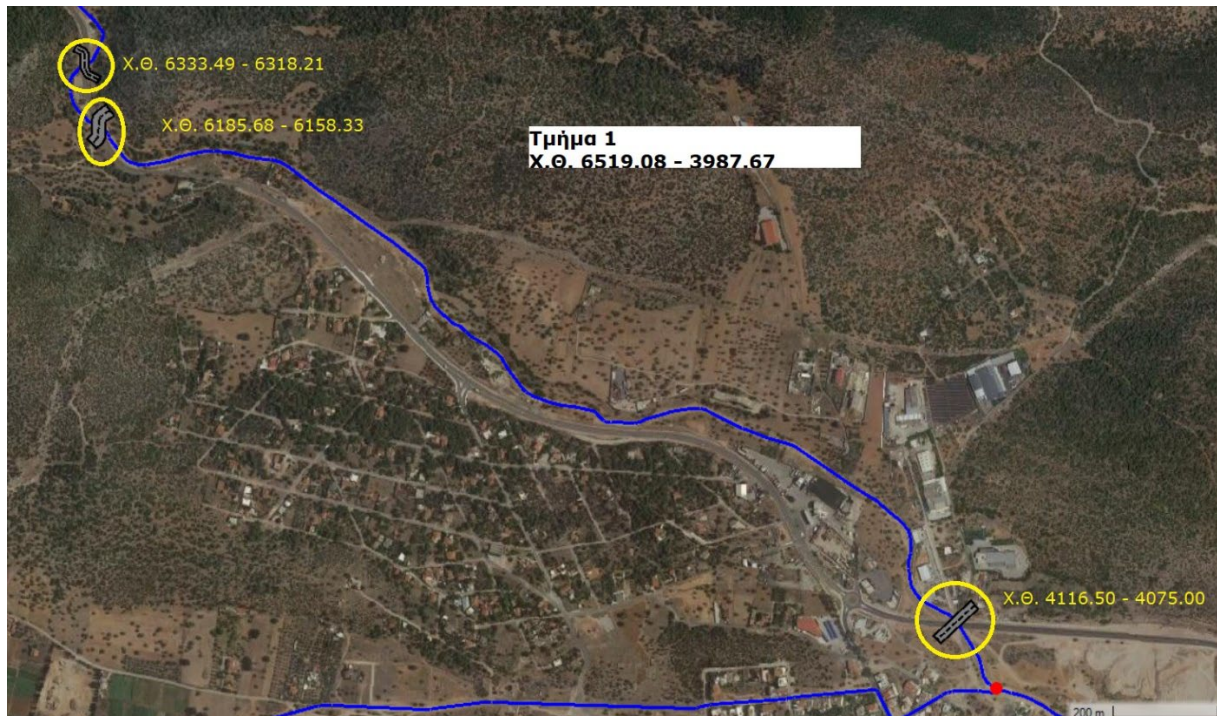 Χ.Θ. 6333.49 - 6318.21
Χ.Θ. 6185.68 - 6158.33
Τμήμα 1
Χ.Θ. 6519.08 - 3987.67
Χ.Θ. 4116.50 - 4075.00
200 m